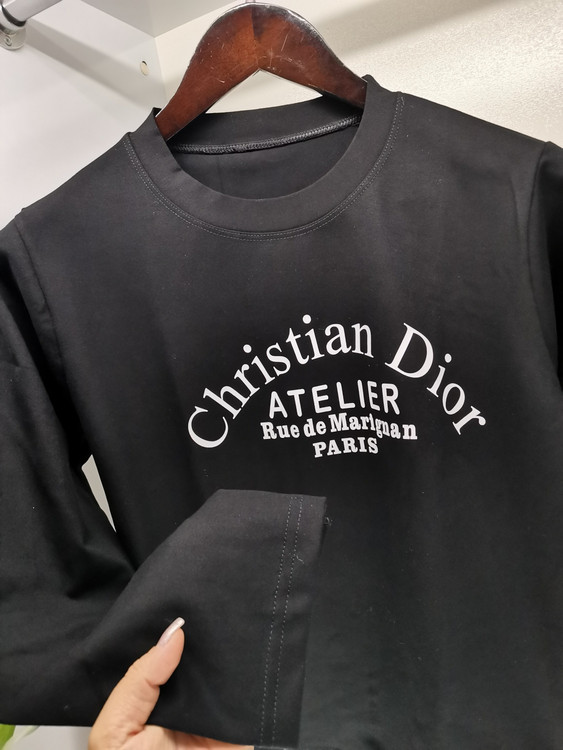 Christian Dior
ATELIER
Rue de Marignan
PARIS